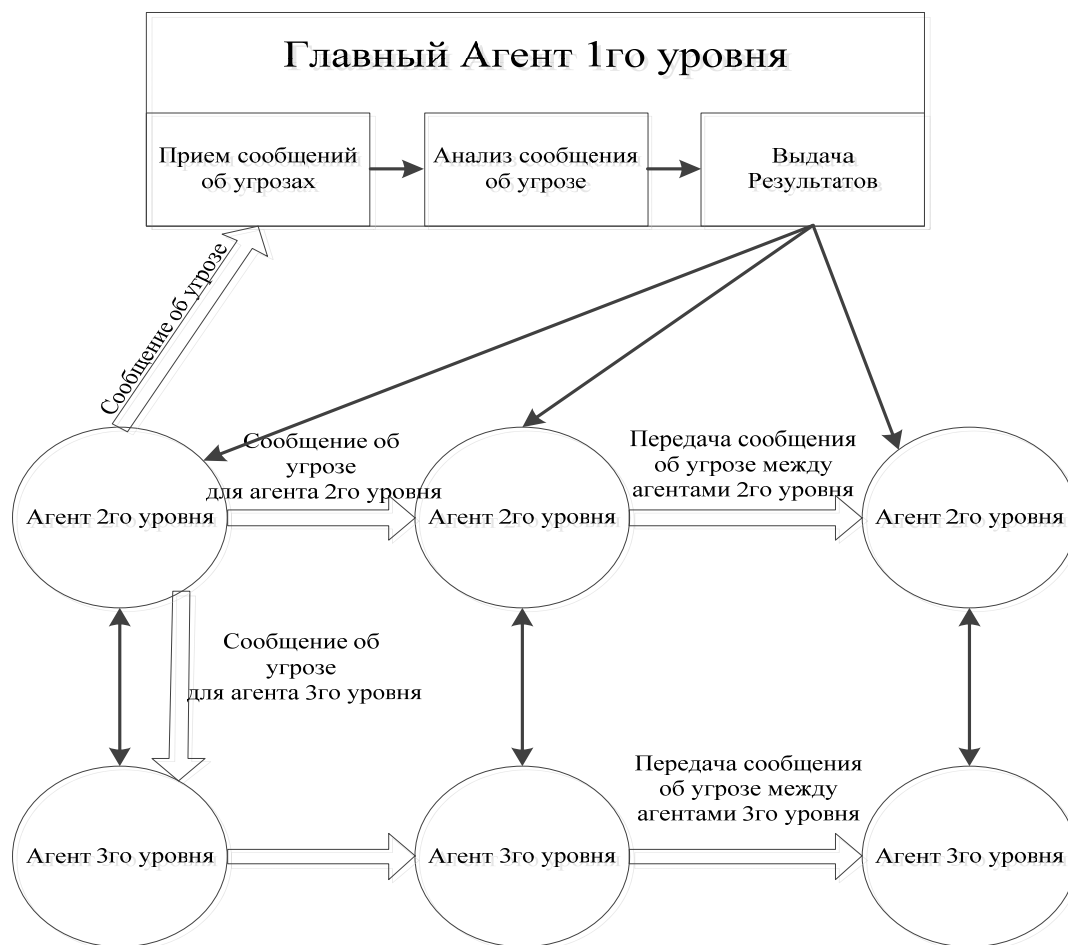 Главный Агент 1го уровня
Прием сообщений
об угрозах
Анализ сообщения
об угрозе
Выдача
Результатов
Сообщение об угрозе
Сообщение об
угрозе
для агента 2го уровня
Передача сообщения
об угрозе между
агентами 2го уровня
Агент 2го уровня
Агент 2го уровня
Агент 2го уровня
Сообщение об
угрозе
для агента 3го уровня
Передача сообщения
об угрозе между
агентами 3го уровня
Агент 3го уровня
Агент 3го уровня
Агент 3го уровня